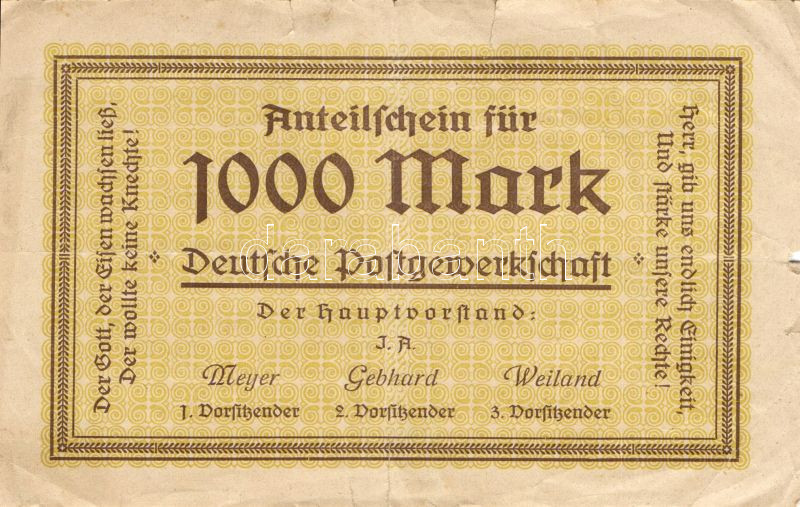 Anteilschein für
1000 Mark
Deutsche Postgewerkschaft
Der Hauptvorstand:
I. A.
Meyer Gebhard Weiland
1. Vorsitzender 2. Vorsitzender 3. Vorsitzender
Der Gott, der Eisen wachsen ließ,
Der wollte keine Knechte!
Herr, gib uns endlich Einigkeit,
Und stärke unsere Rechte!
darabanth